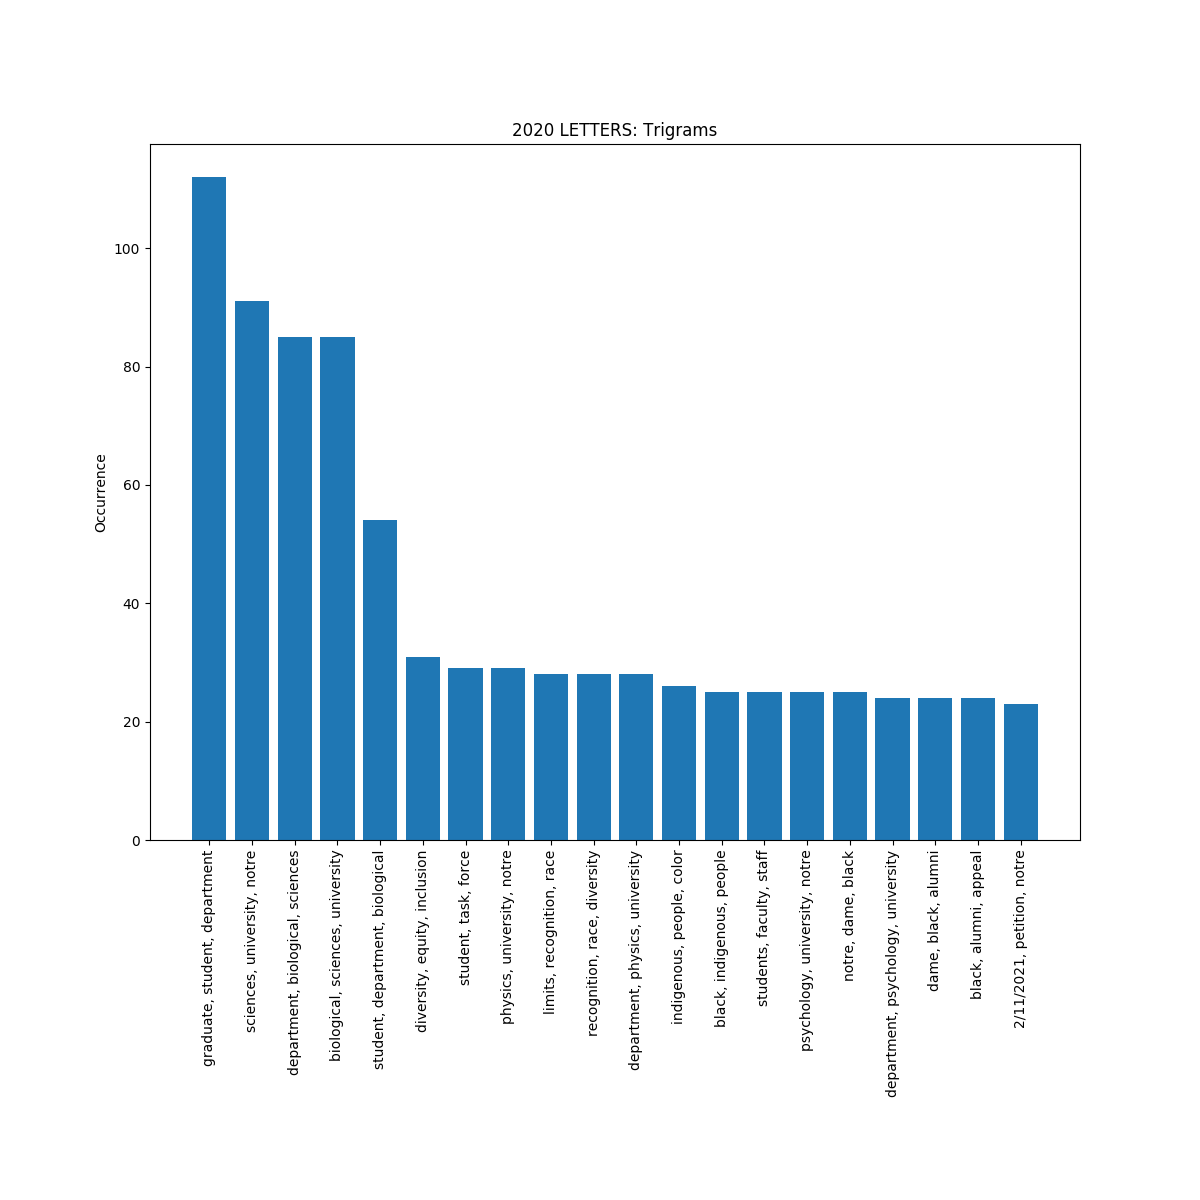 2020 LETTERS: Trigrams
Occurrence
100
80
60
40
20
0
graduate, student, department
sciences, university, notre
department, biological, sciences
biological, sciences, university
student, department, biological
diversity, equity, inclusion
student, task, force
physics, university, notre
limits, recognition, race
recognition, race, diversity
department, physics, university
indigenous, people, color
black, indigenous, people
students, faculty, staff
psychology, university, notre
notre, dame, black
department, psychology, university
dame, black, alumni
black, alumni, appeal
2/11/2021, petition, notre